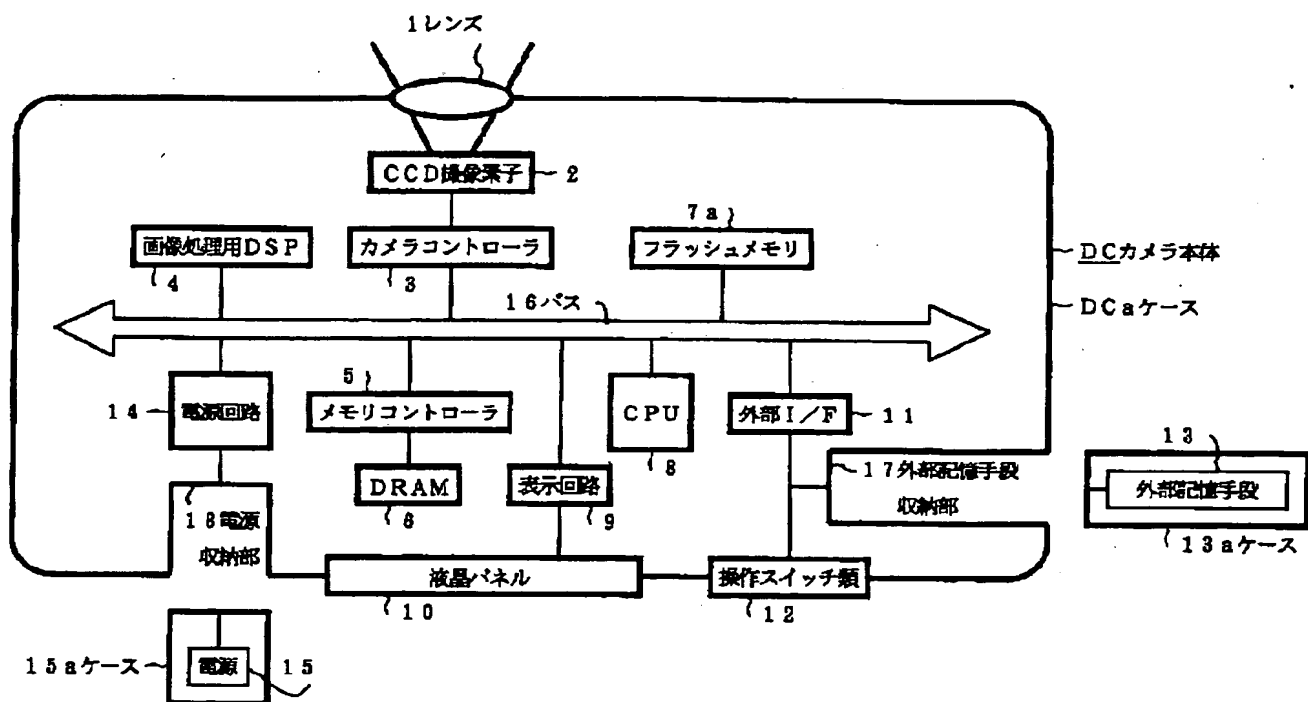 1レンズ
CCD撮像素子
2
7a
画像処理用DSP
カメラコントローラ
フラッシュメモリ
DCカメラ本体
4
3
16バス
DCaケース
5
14
電源回路
メモリコントローラ
CPU
外部I/F
11
8
13
17外部記憶手段
収納部
外部記憶手段
DRAM
表示回路
18電源
収納部
6
9
13aケース
液晶パネル
操作スイッチ類
10
12
15aケース
電源
15